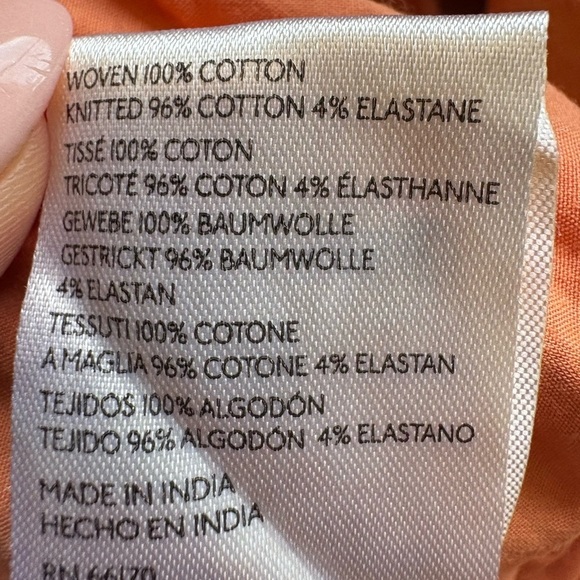 WOVEN 100% COTTON
KNITTED 96% COTTON 4% ELASTANE
TISSÉ 100% COTON
TRICOTÉ 96% COTON 4% ÉLASTHANNE
GEWEBE 100% BAUMWOLLE
GESTRICKT 96% BAUMWOLLE
4% ELASTAN
TESSUTI 100% COTONE
A MAGLIA 96% COTONE 4% ELASTAN
TEJIDOS 100% ALGODÓN
TEJIDO 96% ALGODÓN 4% ELASTANO
MADE IN INDIA
HECHO EN INDIA
RN 66170